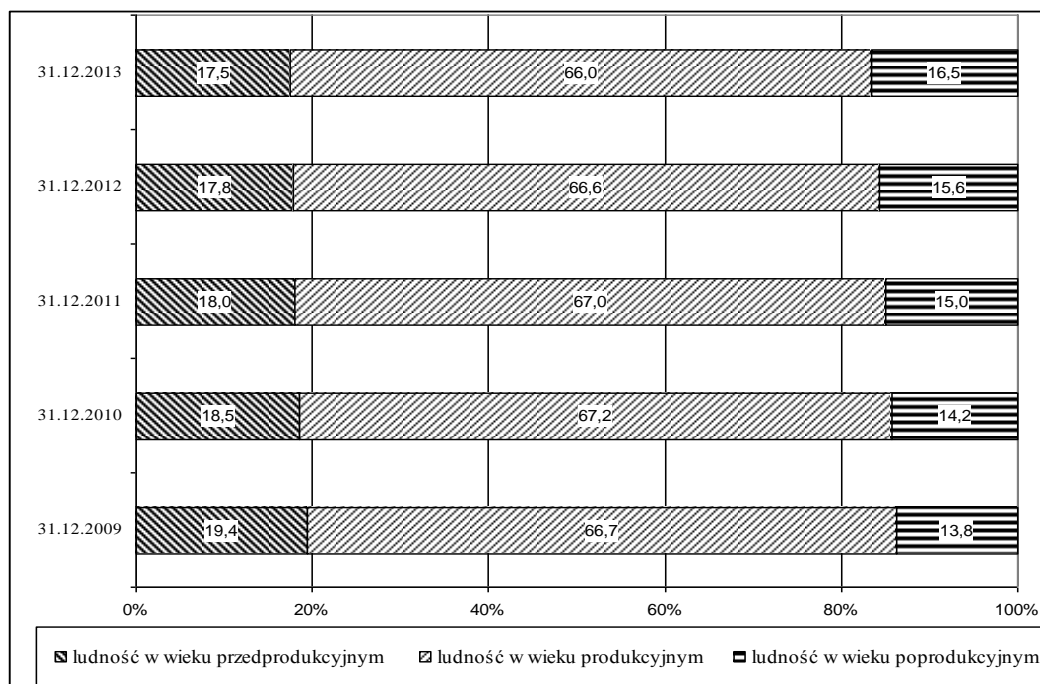 31.12.2013 17,5 66,0 16,5
31.12.2012 17,8 66,6 15,6
31.12.2011 18,0 67,0 15,0
31.12.2010 18,5 67,2 14,2
31.12.2009 19,4 66,7 13,8
0% 20% 40% 60% 80% 100%
ludność w wieku przedprodukcyjnym ludność w wieku produkcyjnym ludność w wieku poprodukcyjnym